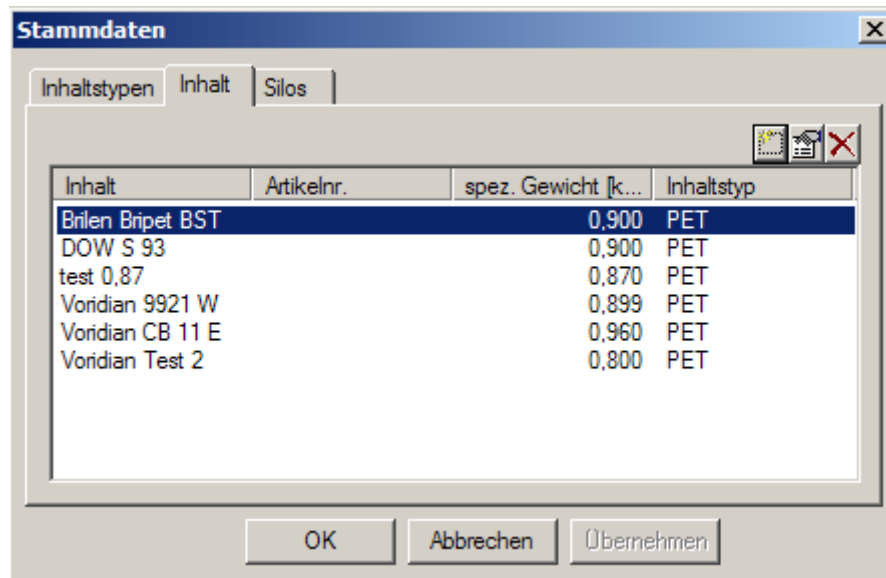 Stammdaten
Inhaltstypen Inhalt Silos
Inhalt Artikelnr. spez. Gewicht [k... Inhaltstyp
Brilen Bripet BST 0,900 PET
DOW S 93 0,900 PET
test 0,87 0,870 PET
Voridian 9921 W 0,899 PET
Voridian CB 11 E 0,960 PET
Voridian Test 2 0,800 PET
OK Abbrechen Übernehmen